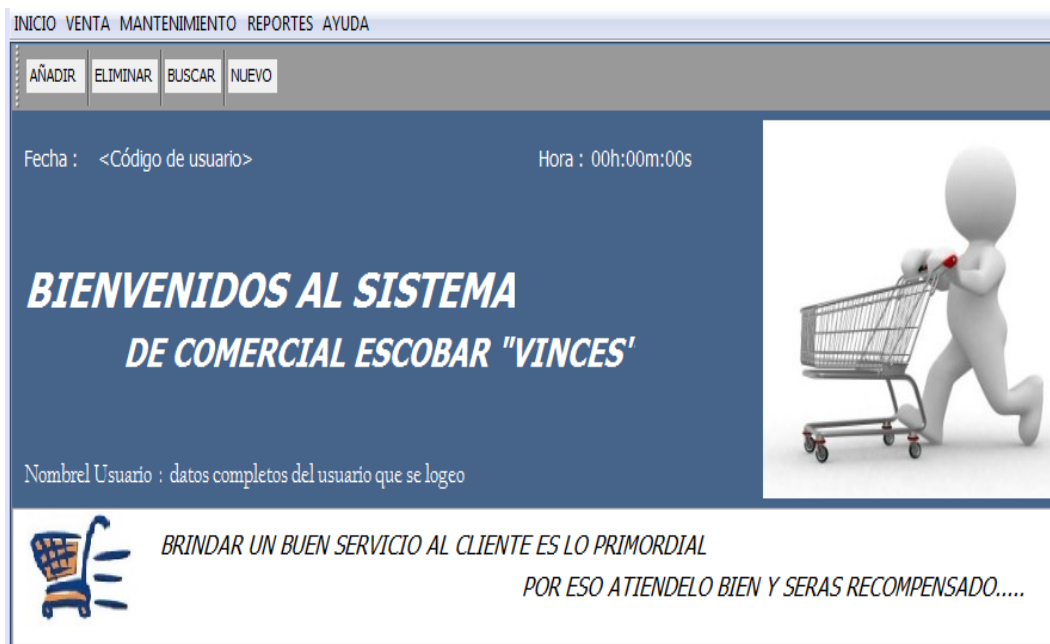 INICIO VENTA MANTENIMIENTO REPORTES AYUDA
AÑADIR ELIMINAR BUSCAR NUEVO
Fecha : <Código de usuario> Hora : 00h:00m:00s
BIENVENIDOS AL SISTEMA
DE COMERCIAL ESCOBAR "VINCES'
Nombrel Usuario : datos completos del usuario que se logeo
BRINDAR UN BUEN SERVICIO AL CLIENTE ES LO PRIMORDIAL
POR ESO ATIENDELO BIEN Y SERAS RECOMPENSADO.....